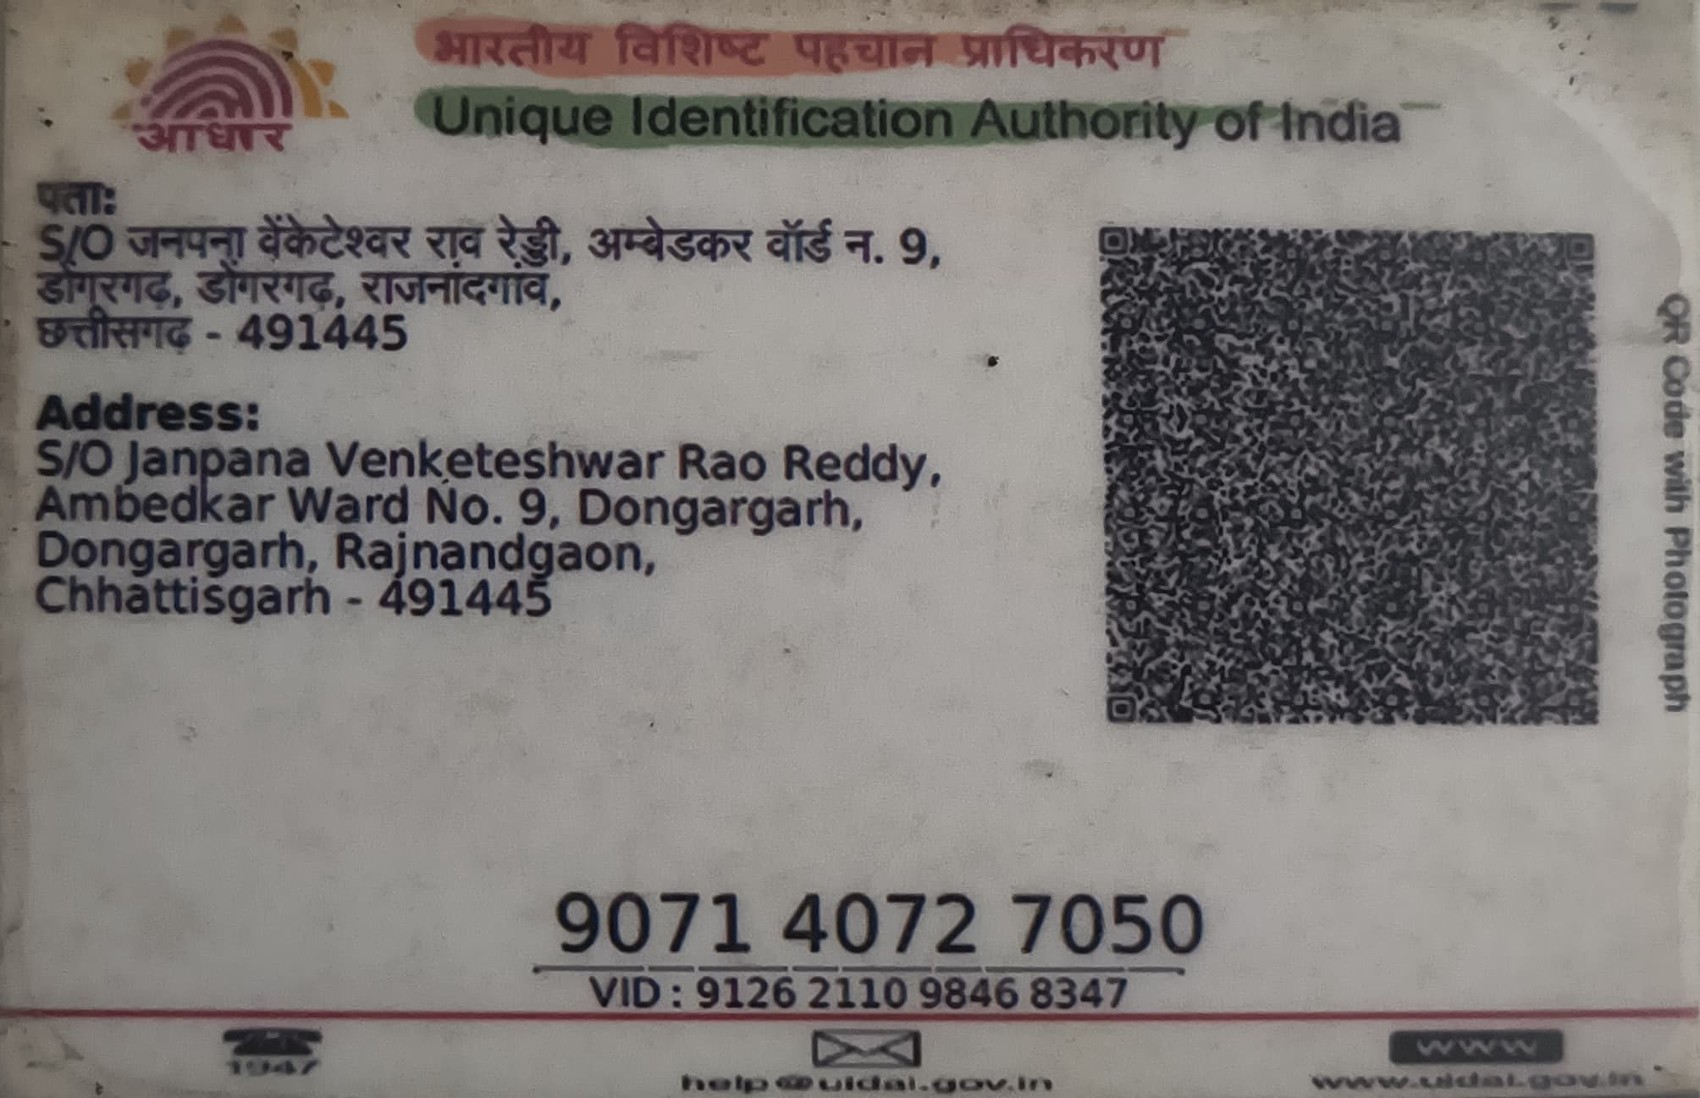 भारतीय विशिष्ट पहचान प्राधिकरण
Unique Identification Authority of India
आधार
पता:
S/O जनपना वेंकेटेश्वर राव रेड्डी, अम्बेडकर वॉर्ड न. 9,
डोंगरगढ़, डोंगरगढ़, राजनांदगांव,
छत्तीसगढ़ - 491445
Address:
S/O Janpana Venketeshwar Rao Reddy,
Ambedkar Ward No. 9, Dongargarh,
Dongargarh, Rajnandgaon,
Chhattisgarh - 491445
QR Code with Photograph
9071 4072 7050
VID : 9126 2110 9846 8347
1947
help@uidai.gov.in
www
www.uidai.gov.in